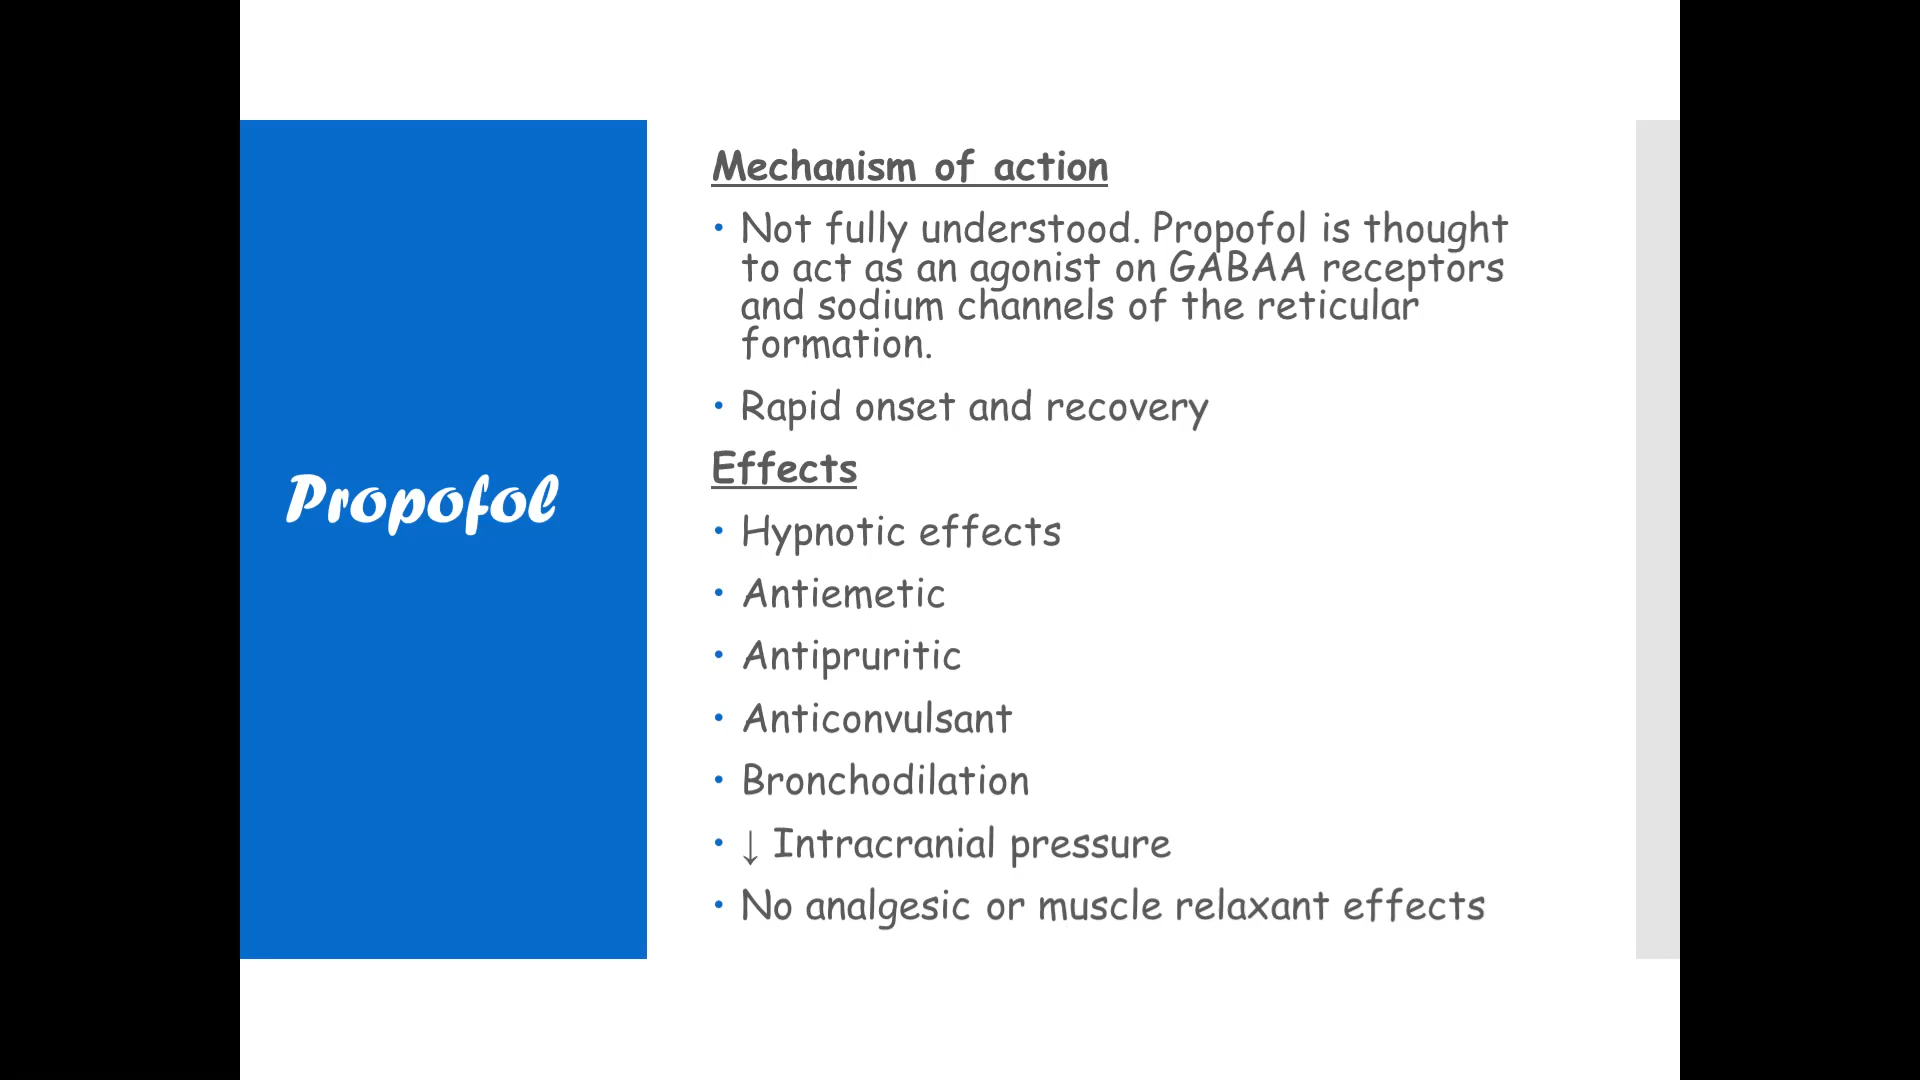 Propofol
Mechanism of action
• Not fully understood. Propofol is thought
to act as an agonist on GABAA receptors
and sodium channels of the reticular
formation.
• Rapid onset and recovery
Effects
• Hypnotic effects
• Antiemetic
• Antipruritic
• Anticonvulsant
• Bronchodilation
• ↓ Intracranial pressure
• No analgesic or muscle relaxant effects